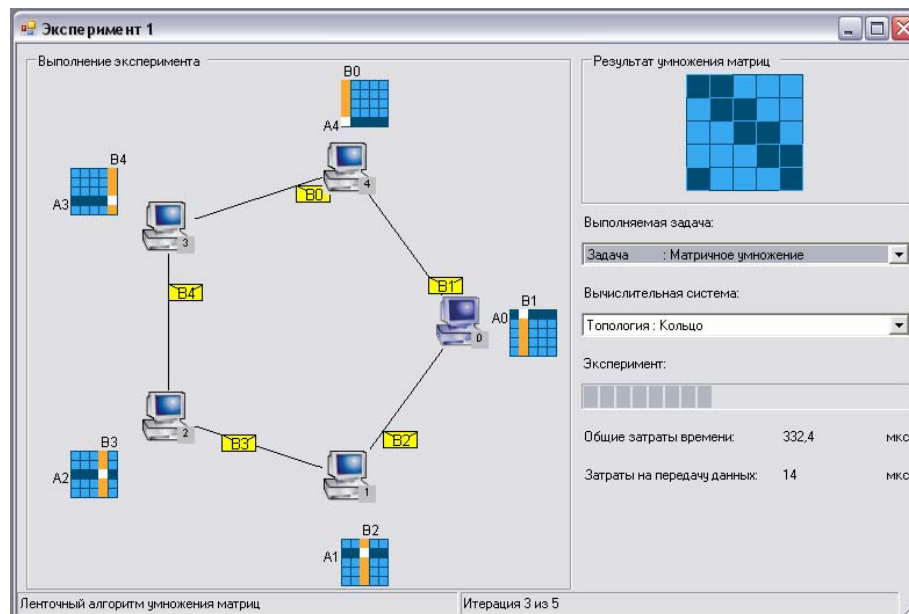 Эксперимент 1
Выполнение эксперимента
B0
A4
4
B0
B4
A3
3
B4
B1
B1
A0
0
2
B3
B2
B3
A2
1
B2
A1
Результат умножения матриц
Выполняемая задача:
Задача : Матричное умножение
Вычислительная система:
Топология : Кольцо
Эксперимент:
Общие затраты времени: 332,4 мкс
Затраты на передачу данных: 14 мкс
Ленточный алгоритм умножения матриц
Итерация 3 из 5